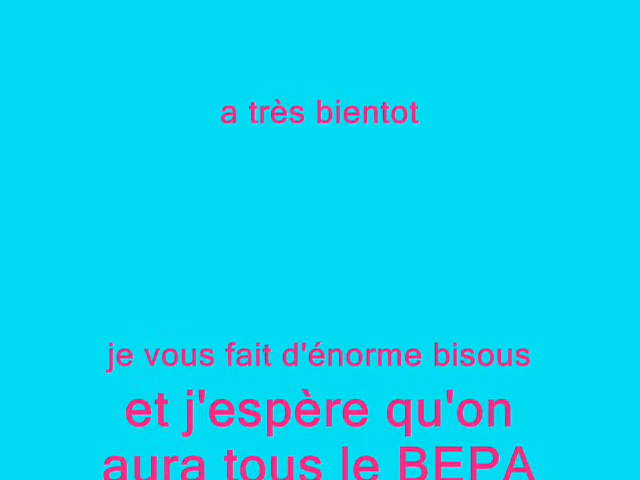 a très bientot
je vous fait d'énorme bisous
et j'espère qu'on
aura tous le BEPA